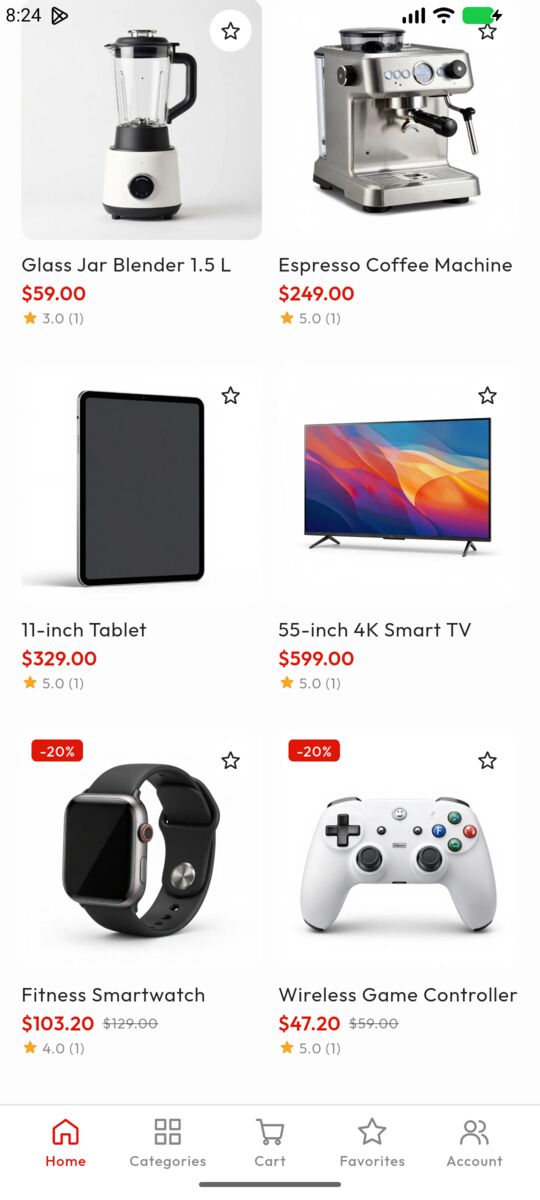 8:24
Glass Jar Blender 1.5 L
$59.00
3.0 (1)
Espresso Coffee Machine
$249.00
5.0 (1)
11-inch Tablet
$329.00
5.0 (1)
55-inch 4K Smart TV
$599.00
5.0 (1)
-20%
Fitness Smartwatch
$103.20 $129.00
4.0 (1)
-20%
Wireless Game Controller
$47.20 $59.00
5.0 (1)
Home
Categories
Cart
Favorites
Account